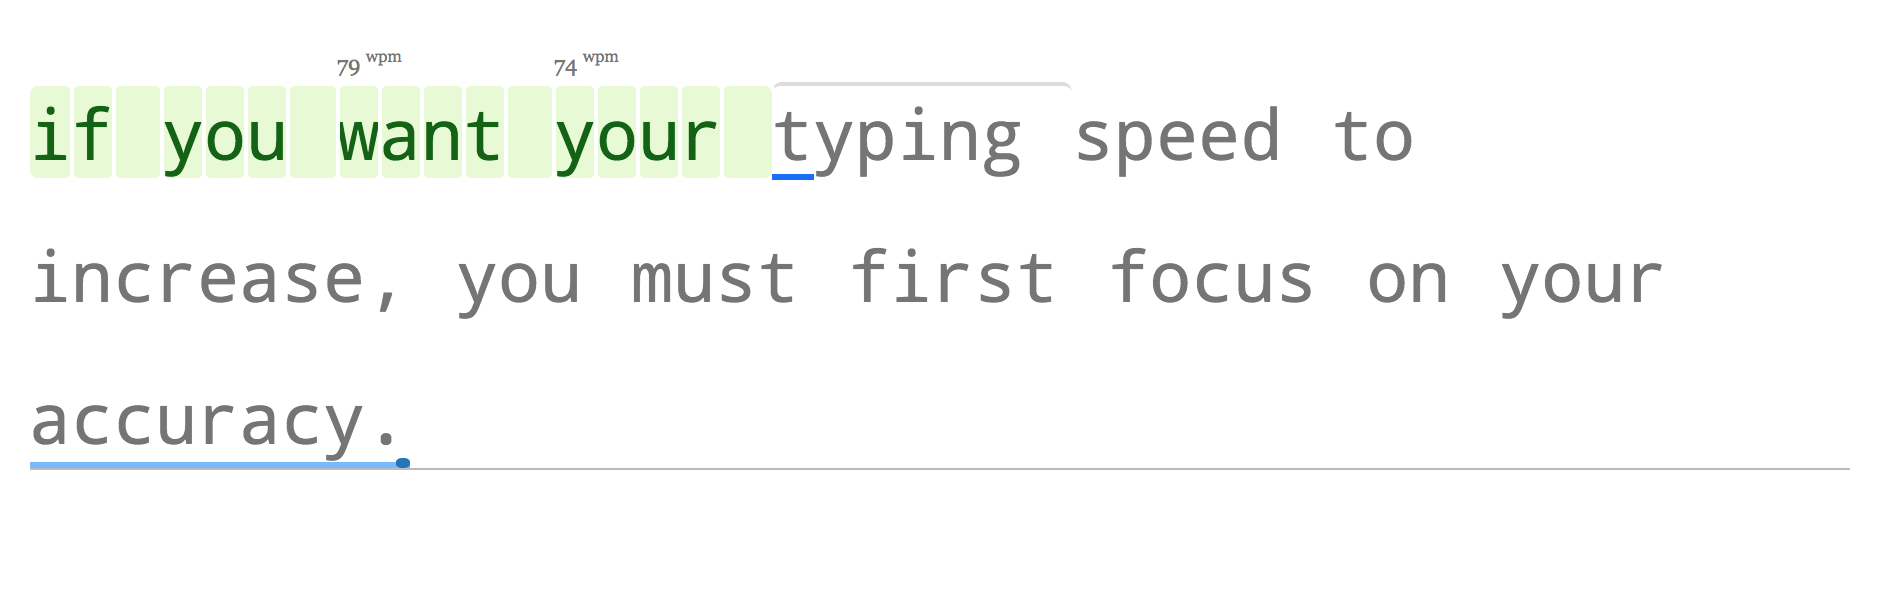 79 wpm 74 wpm
if you want your typing speed to
increase, you must first focus on your
accuracy.